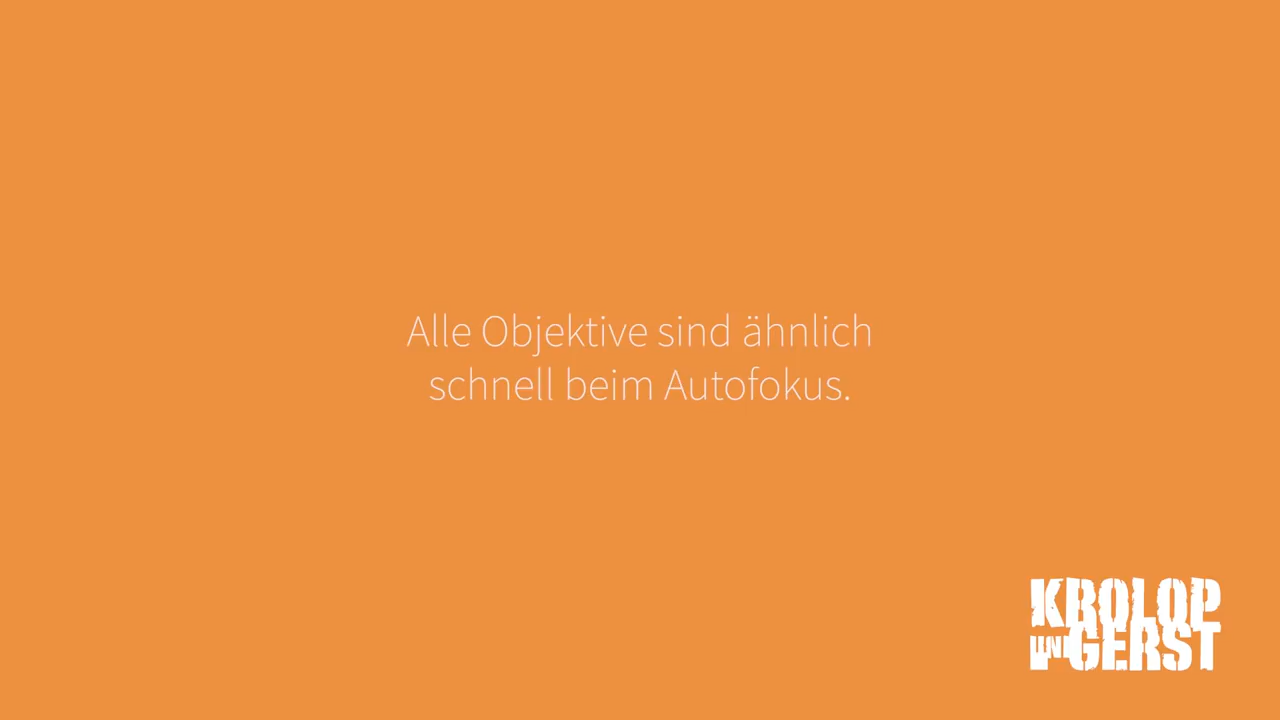 Alle Objektive sind ähnlich
schnell beim Autofokus.
KROLOP
UND GERST